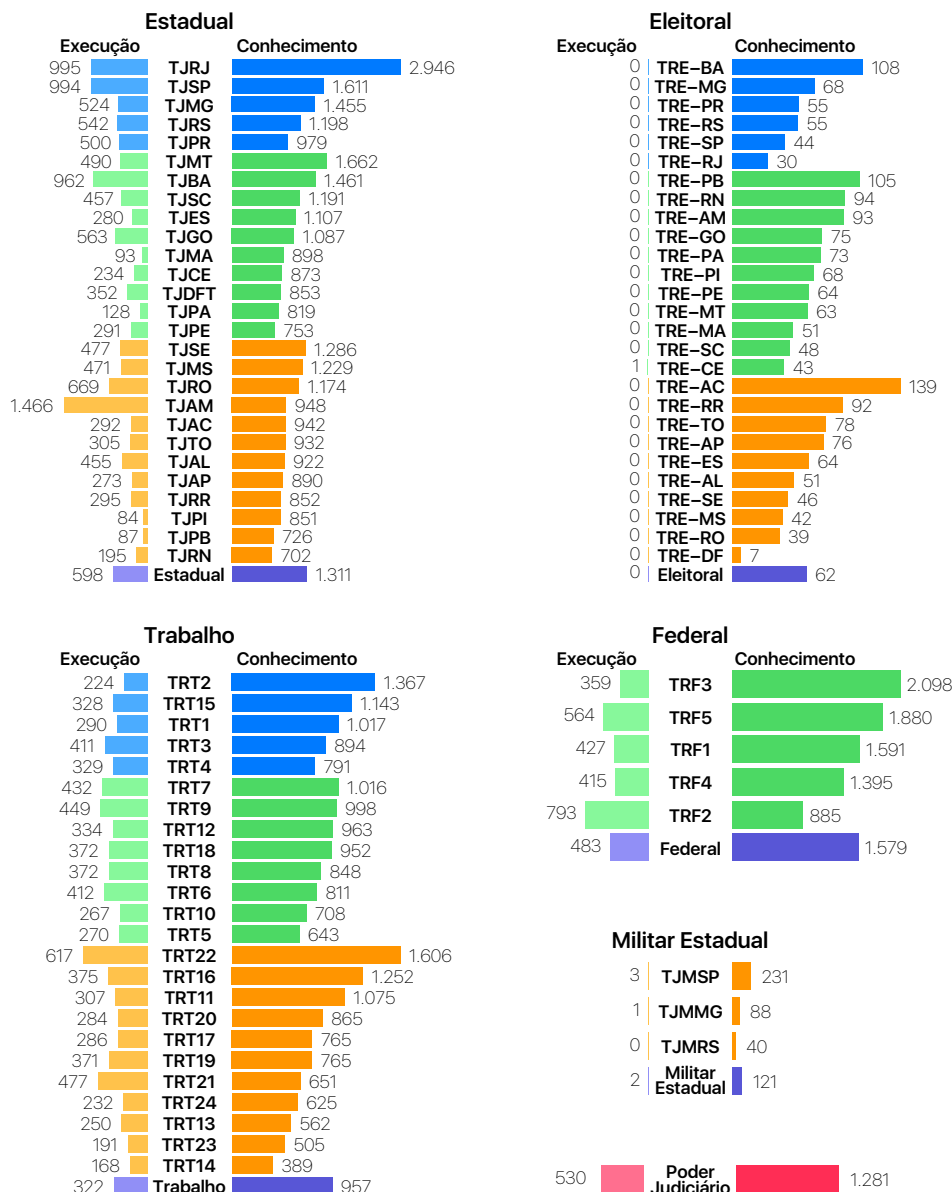 Estadual
Execução Conhecimento
995 TJRJ 2.946
994 TJSP 1.611
524 TJMG 1.455
542 TJRS 1.198
500 TJPR 979
490 TJMT 1.662
962 TJBA 1.461
457 TJSC 1.191
280 TJES 1.107
563 TJGO 1.087
93 TJMA 898
234 TJCE 873
352 TJDFT 853
128 TJPA 819
291 TJPE 753
477 TJSE 1.286
471 TJMS 1.229
669 TJRO 1.174
1.466 TJAM 948
292 TJAC 942
305 TJTO 932
455 TJAL 922
273 TJAP 890
295 TJRR 852
84 TJPI 851
87 TJPB 726
195 TJRN 702
598 Estadual 1.311
Eleitoral
Execução Conhecimento
0 TRE–BA 108
0 TRE–MG 68
0 TRE–PR 55
0 TRE–RS 55
0 TRE–SP 44
0 TRE–RJ 30
0 TRE–PB 105
0 TRE–RN 94
0 TRE–AM 93
0 TRE–GO 75
0 TRE–PA 73
0 TRE–PI 68
0 TRE–PE 64
0 TRE–MT 63
0 TRE–MA 51
0 TRE–SC 48
1 TRE–CE 43
0 TRE–AC 139
0 TRE–RR 92
0 TRE–TO 78
0 TRE–AP 76
0 TRE–ES 64
0 TRE–AL 51
0 TRE–SE 46
0 TRE–MS 42
0 TRE–RO 39
0 TRE–DF 7
0 Eleitoral 62
Trabalho
Execução Conhecimento
224 TRT2 1.367
328 TRT15 1.143
290 TRT1 1.017
411 TRT3 894
329 TRT4 791
432 TRT7 1.016
449 TRT9 998
334 TRT12 963
372 TRT18 952
372 TRT8 848
412 TRT6 811
267 TRT10 708
270 TRT5 643
617 TRT22 1.606
375 TRT16 1.252
307 TRT11 1.075
284 TRT20 865
286 TRT17 765
371 TRT19 765
477 TRT21 651
232 TRT24 625
250 TRT13 562
191 TRT23 505
168 TRT14 389
322 Trabalho 957
Federal
Execução Conhecimento
359 TRF3 2.098
564 TRF5 1.880
427 TRF1 1.591
415 TRF4 1.395
793 TRF2 885
483 Federal 1.579
Militar Estadual
3 TJMSP 231
1 TJMMG 88
0 TJMRS 40
2 Militar 121
Estadual
530 Poder 1.281
Judiciário